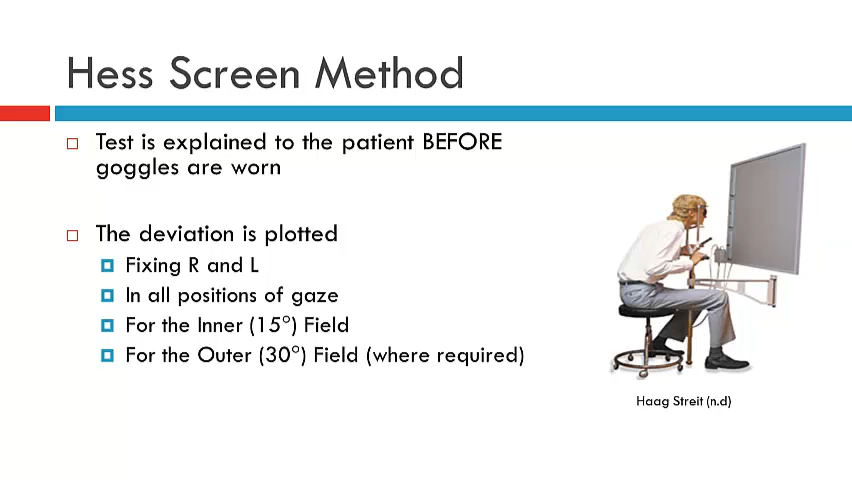 Hess Screen Method
Test is explained to the patient BEFORE
goggles are worn
The deviation is plotted
Fixing R and L
In all positions of gaze
For the Inner (15°) Field
For the Outer (30°) Field (where required)
Haag Streit (n.d)